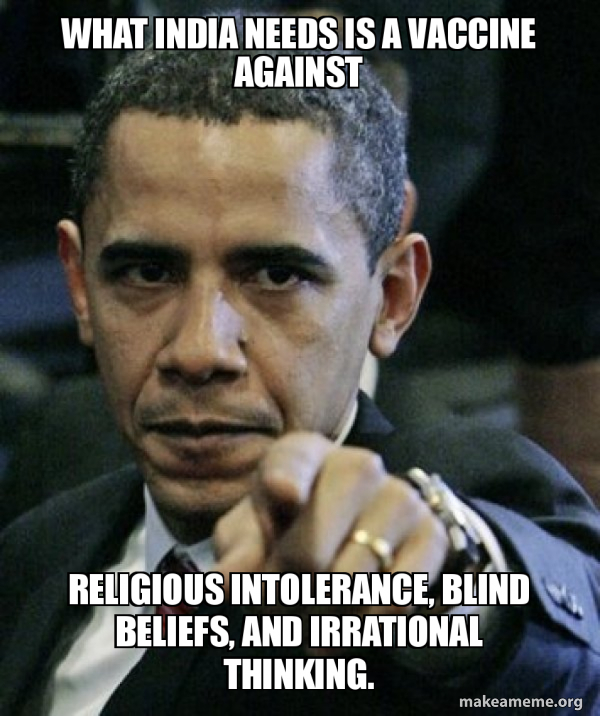 WHAT INDIA NEEDS IS A VACCINE
AGAINST
RELIGIOUS INTOLERANCE, BLIND
BELIEFS, AND IRRATIONAL
THINKING.
makeameme.org